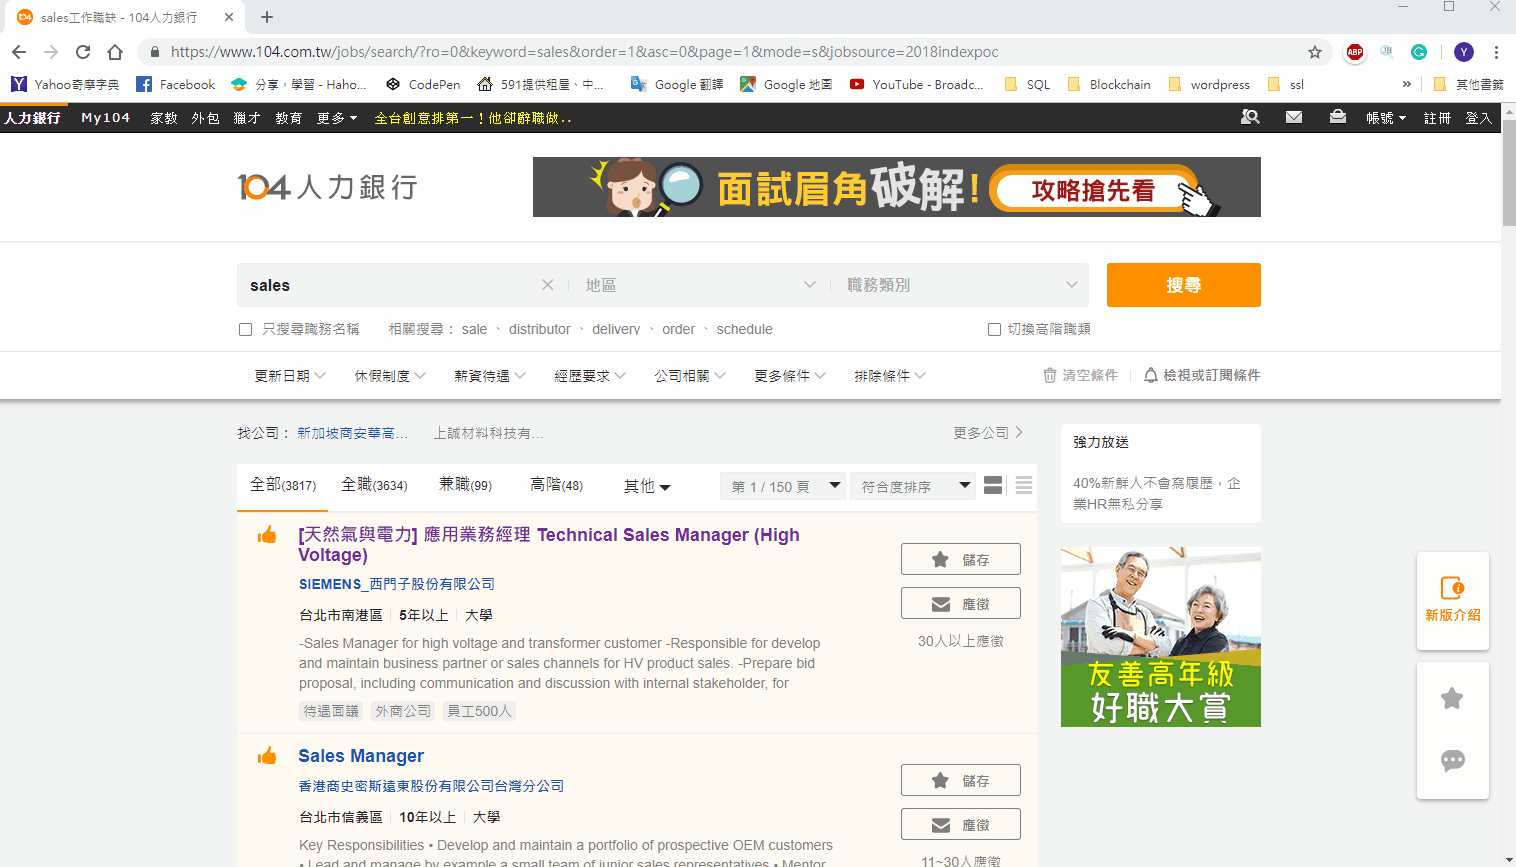 sales工作職缺 - 104人力銀行
https://www.104.com.tw/jobs/search/?ro=0&keyword=sales&order=1&asc=0&page=1&mode=s&jobsource=2018indexpoc
ABP
Y
Yahoo奇摩字典 Facebook 分享,學習 - Haho... CodePen 591提供租屋、中... Google 翻譯 Google 地圖 YouTube - Broadc... SQL Blockchain wordpress ssl » 其他書籤
人力銀行 My104 家教 外包 獵才 教育 更多 全台創意排第一!他卻辭職做.. 帳號 註冊 登入
104人力銀行
面試眉角破解! 攻略搶先看
sales 地區 職務類別 搜尋
只搜尋職務名稱 相關搜尋: sale、distributor、delivery、order、schedule 切換高階職類
更新日期 休假制度 薪資待遇 經歷要求 公司相關 更多條件 排除條件 清空條件 檢視或訂閱條件
找公司: 新加坡商安華高... 上誠材料科技有... 更多公司
強力放送
40%新鮮人不會寫履歷,企
業HR無私分享
全部(3817) 全職(3634) 兼職(99) 高階(48) 其他 第 1 / 150 頁 符合度排序
[天然氣與電力] 應用業務經理 Technical Sales Manager (High
Voltage)
SIEMENS_西門子股份有限公司
台北市南港區 5年以上 大學
-Sales Manager for high voltage and transformer customer -Responsible for develop
and maintain business partner or sales channels for HV product sales. -Prepare bid
proposal, including communication and discussion with internal stakeholder, for
待遇面議 外商公司 員工500人
儲存
應徵
30人以上應徵
友善高年級
好職大賞
新版介紹
Sales Manager
香港商史密斯遠東股份有限公司台灣分公司
台北市信義區 10年以上 大學
Key Responsibilities • Develop and maintain a portfolio of prospective OEM customers
• Lead and manage by example a small team of junior sales representatives • Mentor
儲存
應徵
11~30人應徵